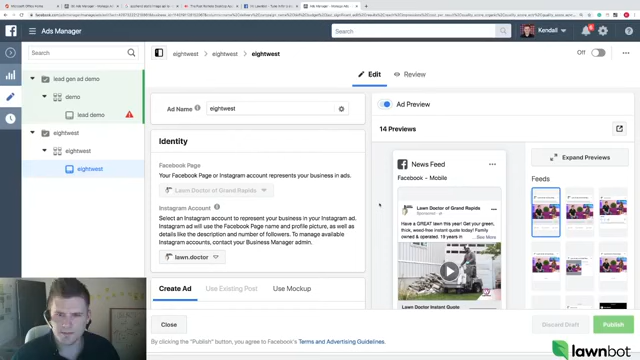 Microsoft Office Home
Ads Manager
Search
Kendall
Search
eightwest
eightwest
eightwest
Off
Edit
Review
lead gen ad demo
demo
lead demo
eightwest
eightwest
eightwest
Ad Name
eightwest
Identity
Facebook Page
Your Facebook Page or Instagram account represents your business in ads.
Lawn Doctor of Grand Rapids
Instagram Account
Select an Instagram account to represent your business in your Instagram ad.
Instagram ad will use the Facebook Page name and profile picture, as well as
details like the description and number of followers. To manage available
Instagram accounts, contact your Business Manager admin.
lawn.doctor
Create Ad
Use Existing Post
Use Mockup
Ad Preview
14 Previews
Expand Previews
News Feed
Facebook - Mobile
Feeds
Lawn Doctor of Grand Rapids
Sponsored
Have a GREAT lawn this year! Get your green,
thick, weed-free instant quote today! Family
owned & operated. 19 years in
...See More
Lawn Doctor Instant Quote
Close
Discard Draft
Publish
By clicking the "Publish" button, you agree to Facebook's Terms and Advertising Guidelines.
lawnbot